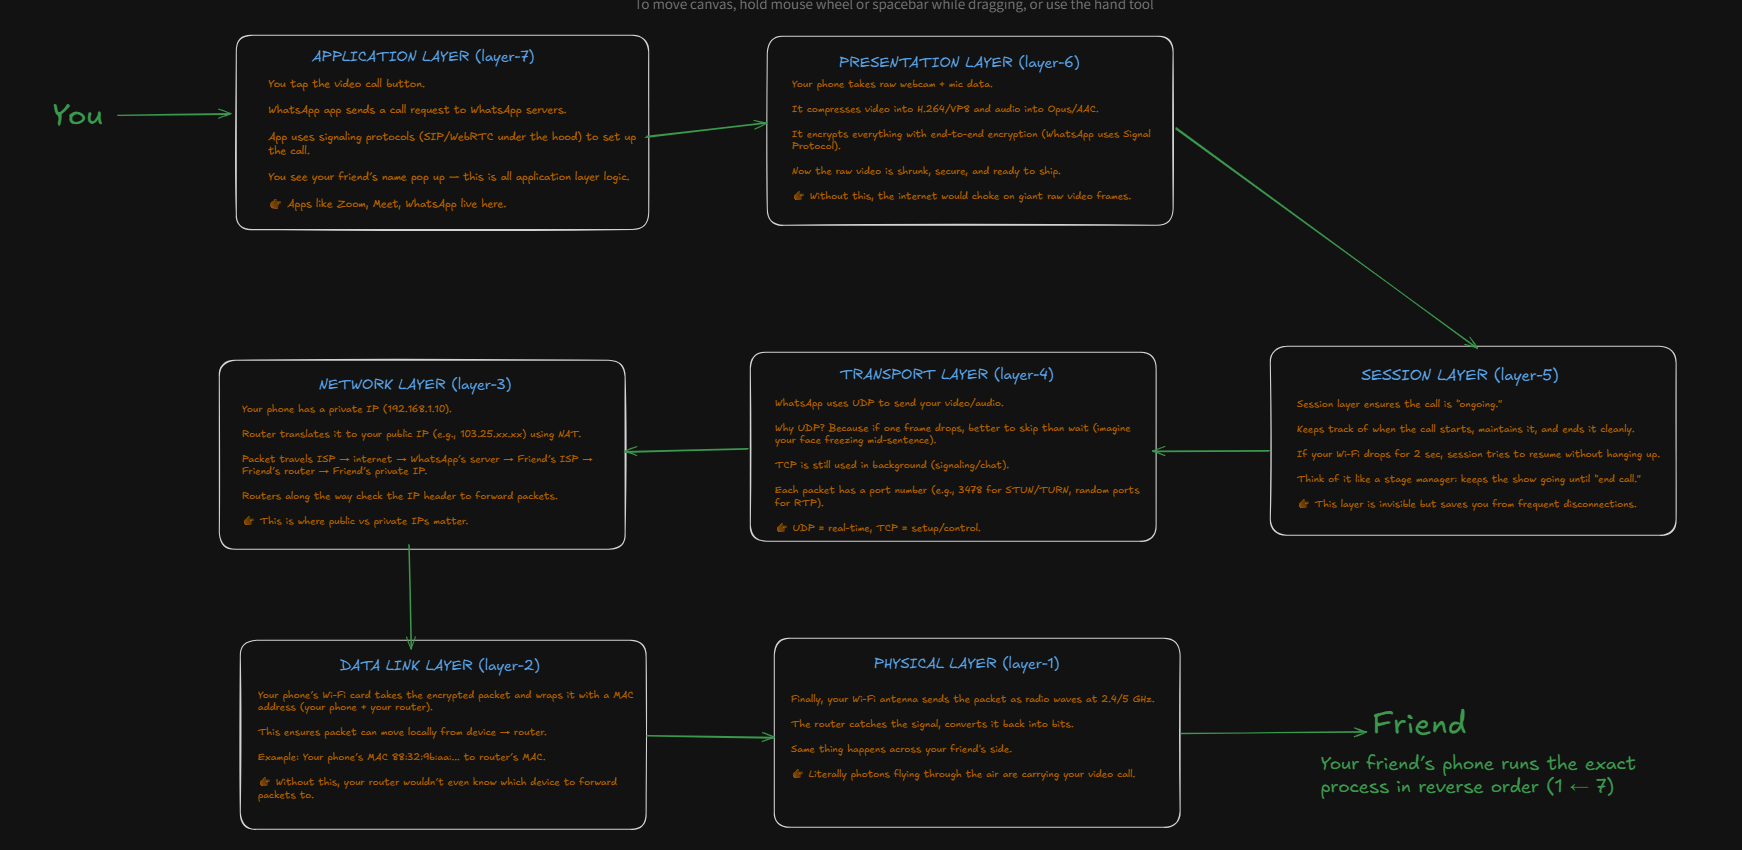 To move canvas, hold mouse wheel or spacebar while dragging, or use the hand tool
You
APPLICATION LAYER (layer-7)
You tap the video call button.
WhatsApp app sends a call request to WhatsApp servers.
App uses signaling protocols (SIP/WebRTC under the hood) to set up
the call.
You see your friend's name pop up — this is all application layer logic.
👉 Apps like Zoom, Meet, WhatsApp live here.
PRESENTATION LAYER (layer-6)
Your phone takes raw webcam + mic data.
It compresses video into H.264/VP8 and audio into Opus/AAC.
It encrypts everything with end-to-end encryption (WhatsApp uses Signal
Protocol).
Now the raw video is shrunk, secure, and ready to ship.
👉 Without this, the internet would choke on giant raw video frames.
SESSION LAYER (layer-5)
Session layer ensures the call is "ongoing."
Keeps track of when the call starts, maintains it, and ends it cleanly.
If your Wi-Fi drops for 2 sec, session tries to resume without hanging up.
Think of it like a stage manager: keeps the show going until "end call."
👉 This layer is invisible but saves you from frequent disconnections.
TRANSPORT LAYER (layer-4)
WhatsApp uses UDP to send your video/audio.
Why UDP? Because if one frame drops, better to skip than wait (imagine
your face freezing mid-sentence).
TCP is still used in background (signaling/chat).
Each packet has a port number (e.g., 3478 for STUN/TURN, random ports
for RTP).
👉 UDP = real-time, TCP = setup/control.
NETWORK LAYER (layer-3)
Your phone has a private IP (192.168.1.10).
Router translates it to your public IP (e.g., 103.25.xx.xx) using NAT.
Packet travels ISP → internet → WhatsApp's server → Friend's ISP →
Friend's router → Friend's private IP.
Routers along the way check the IP header to forward packets.
👉 This is where public vs private IPs matter.
DATA LINK LAYER (layer-2)
Your phone's Wi-Fi card takes the encrypted packet and wraps it with a MAC
address (your phone + your router).
This ensures packet can move locally from device → router.
Example: Your phone's MAC 88:32:9b:aa:... to router's MAC.
👉 Without this, your router wouldn't even know which device to forward
packets to.
PHYSICAL LAYER (layer-1)
Finally, your Wi-Fi antenna sends the packet as radio waves at 2.4/5 GHz.
The router catches the signal, converts it back into bits.
Same thing happens across your friend's side.
👉 Literally photons flying through the air are carrying your video call.
Friend
Your friend's phone runs the exact
process in reverse order (1 ← 7)